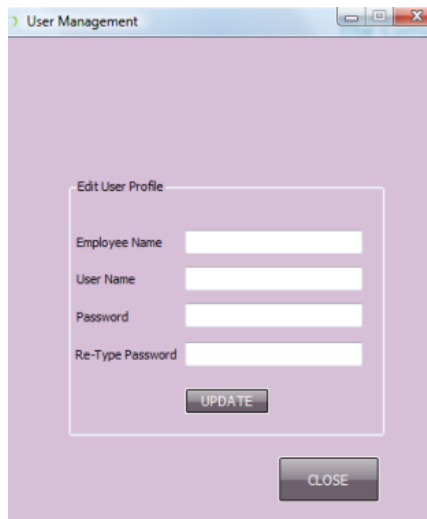 User Management
Edit User Profile
Employee Name
User Name
Password
Re-Type Password
UPDATE
CLOSE